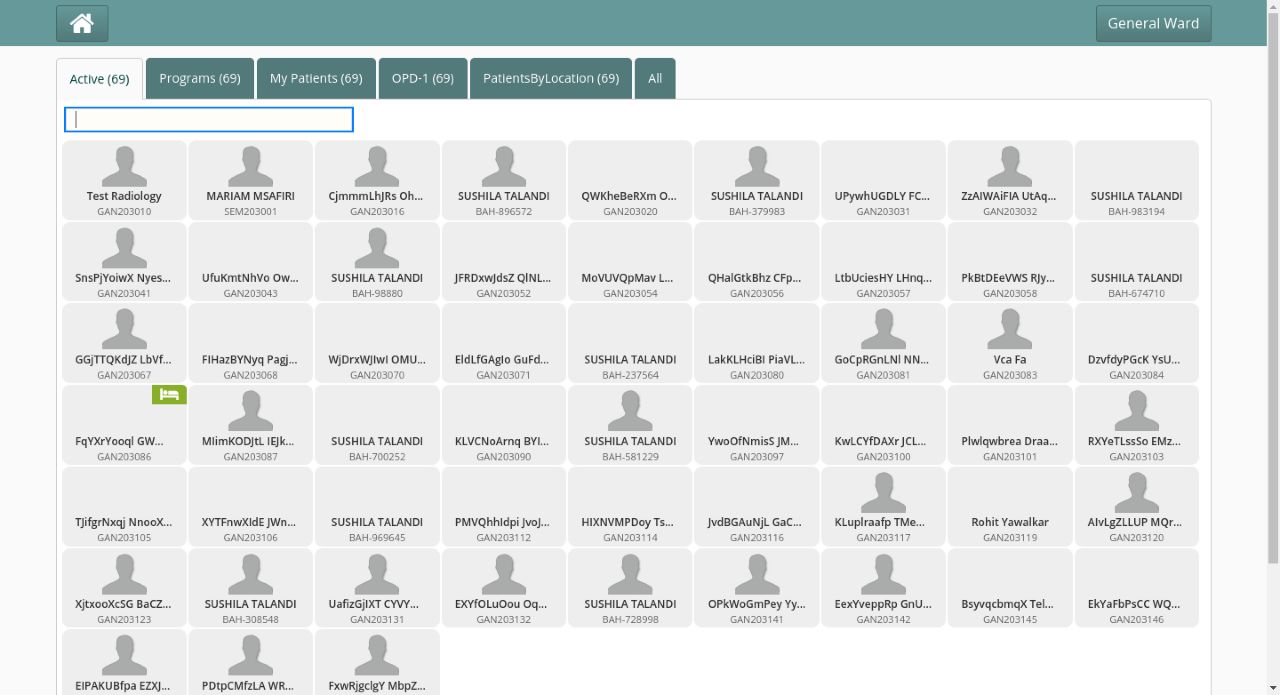 General Ward
Active (69)
Programs (69)
My Patients (69)
OPD-1 (69)
PatientsByLocation (69)
All
Test Radiology
GAN203010
MARIAM MSAFIRI
SEM203001
CjmmmLhJRs Oh...
GAN203016
SUSHILA TALANDI
BAH-896572
QWKheBeRXm O...
GAN203020
SUSHILA TALANDI
BAH-379983
UPywhUGDLY FC...
GAN203031
ZzAIWAiFIA UtAq...
GAN203032
SUSHILA TALANDI
BAH-983194
SnsPjYoiwX Nyes...
GAN203041
UfuKmtNhVo Ow...
GAN203043
SUSHILA TALANDI
BAH-98880
JFRDxwJdsZ QlNL...
GAN203052
MoVUVQpMav L...
GAN203054
QHalGtkBhz CFp...
GAN203056
LtbUciesHY LHnq...
GAN203057
PkBtDEeVWS RJy...
GAN203058
SUSHILA TALANDI
BAH-674710
GGjTTQKdJZ LbVf...
GAN203067
FIHazBYNyq Pagj...
GAN203068
WjDrxWJIwI OMU...
GAN203070
EldLfGAgIo GuFd...
GAN203071
SUSHILA TALANDI
BAH-237564
LakKLHciBI PiaVL...
GAN203080
GoCpRGnLNl NN...
GAN203081
Vca Fa
GAN203083
DzvfdyPGcK YsU...
GAN203084
FqYXrYooql GW...
GAN203086
MIimKODJtL IEJk...
GAN203087
SUSHILA TALANDI
BAH-700252
KLVCNoArnq BYI...
GAN203090
SUSHILA TALANDI
BAH-581229
YwoOfNmisS JM...
GAN203097
KwLCYfDAXr JCL...
GAN203100
Plwlqwbrea Draa...
GAN203101
RXYeTLssSo EMz...
GAN203103
TJifgrNxqj NnooX...
GAN203105
XYTFnwXIdE JWn...
GAN203106
SUSHILA TALANDI
BAH-969645
PMVQhhIdpi JvoJ...
GAN203112
HIXNVMPDoy Ts...
GAN203114
JvdBGAuNjL GaC...
GAN203116
KLuplraafp TMe...
GAN203117
Rohit Yawalkar
GAN203119
AIvLgZLLUP MQr...
GAN203120
XjtxooXcSG BaCZ...
GAN203123
SUSHILA TALANDI
BAH-308548
UafizGjIXT CYVY...
GAN203131
EXYfOLuOou Oq...
GAN203132
SUSHILA TALANDI
BAH-728998
OPkWoGmPey Yy...
GAN203141
EexYveppRp GnU...
GAN203142
BsyvqcbmqX Tel...
GAN203145
EkYaFbPsCC WQ...
GAN203146
EIPAKUBfpa EZXJ...
PDtpCMfzLA WR...
FxwRjgclgY MbpZ...